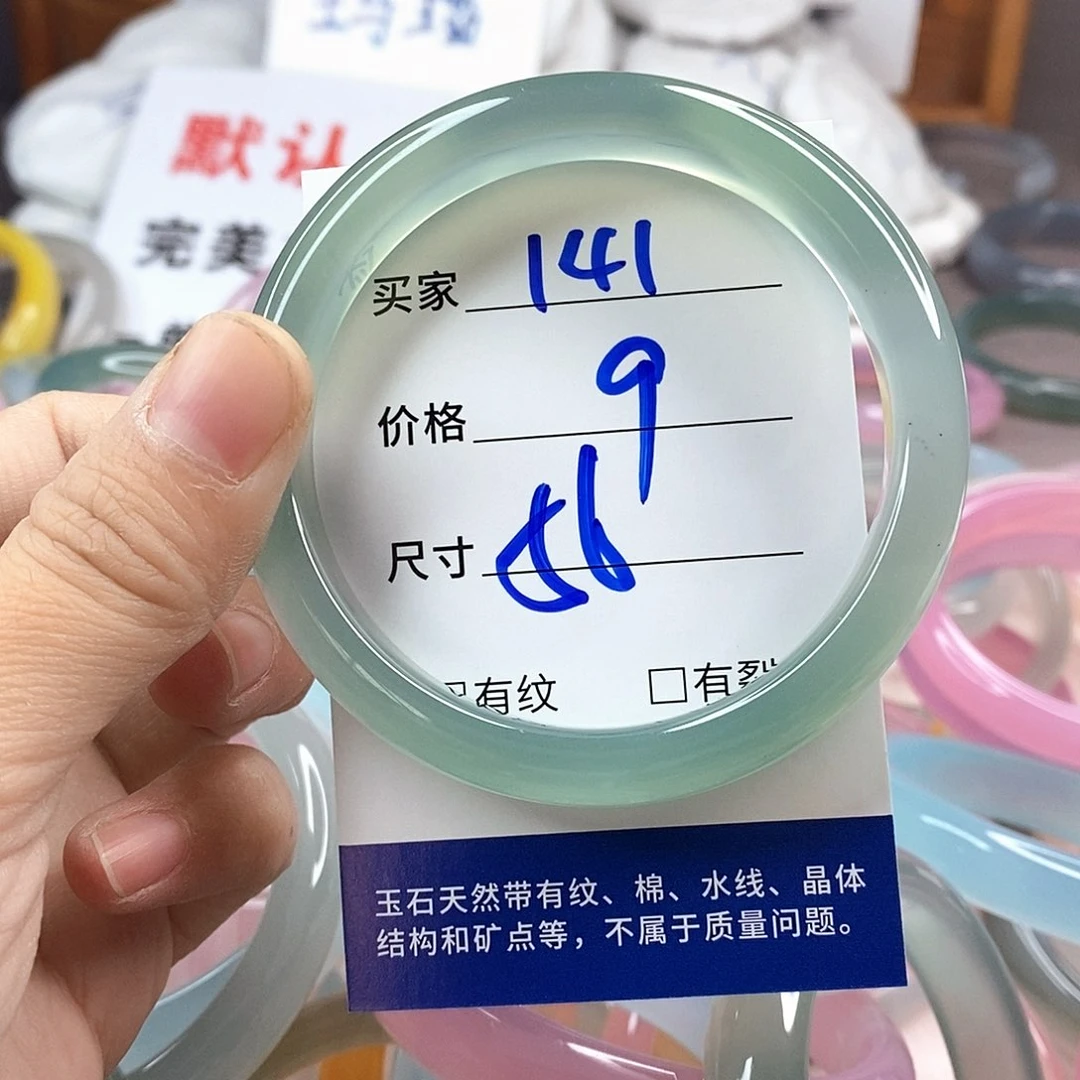 玛瑙
默认
完美
买家 141
价格 9
尺寸 56
有纹 □有裂
玉石天然带有纹、棉、水线、晶体
结构和矿点等，不属于质量问题。